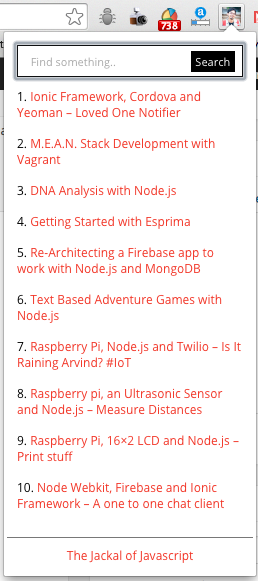 738
a
Find something..
Search
1. Ionic Framework, Cordova and
Yeoman – Loved One Notifier
2. M.E.A.N. Stack Development with
Vagrant
3. DNA Analysis with Node.js
4. Getting Started with Esprima
5. Re-Architecting a Firebase app to
work with Node.js and MongoDB
6. Text Based Adventure Games with
Node.js
7. Raspberry Pi, Node.js and Twilio – Is It
Raining Arvind? #IoT
8. Raspberry pi, an Ultrasonic Sensor
and Node.js – Measure Distances
9. Raspberry Pi, 16×2 LCD and Node.js –
Print stuff
10. Node Webkit, Firebase and Ionic
Framework – A one to one chat client
The Jackal of Javascript